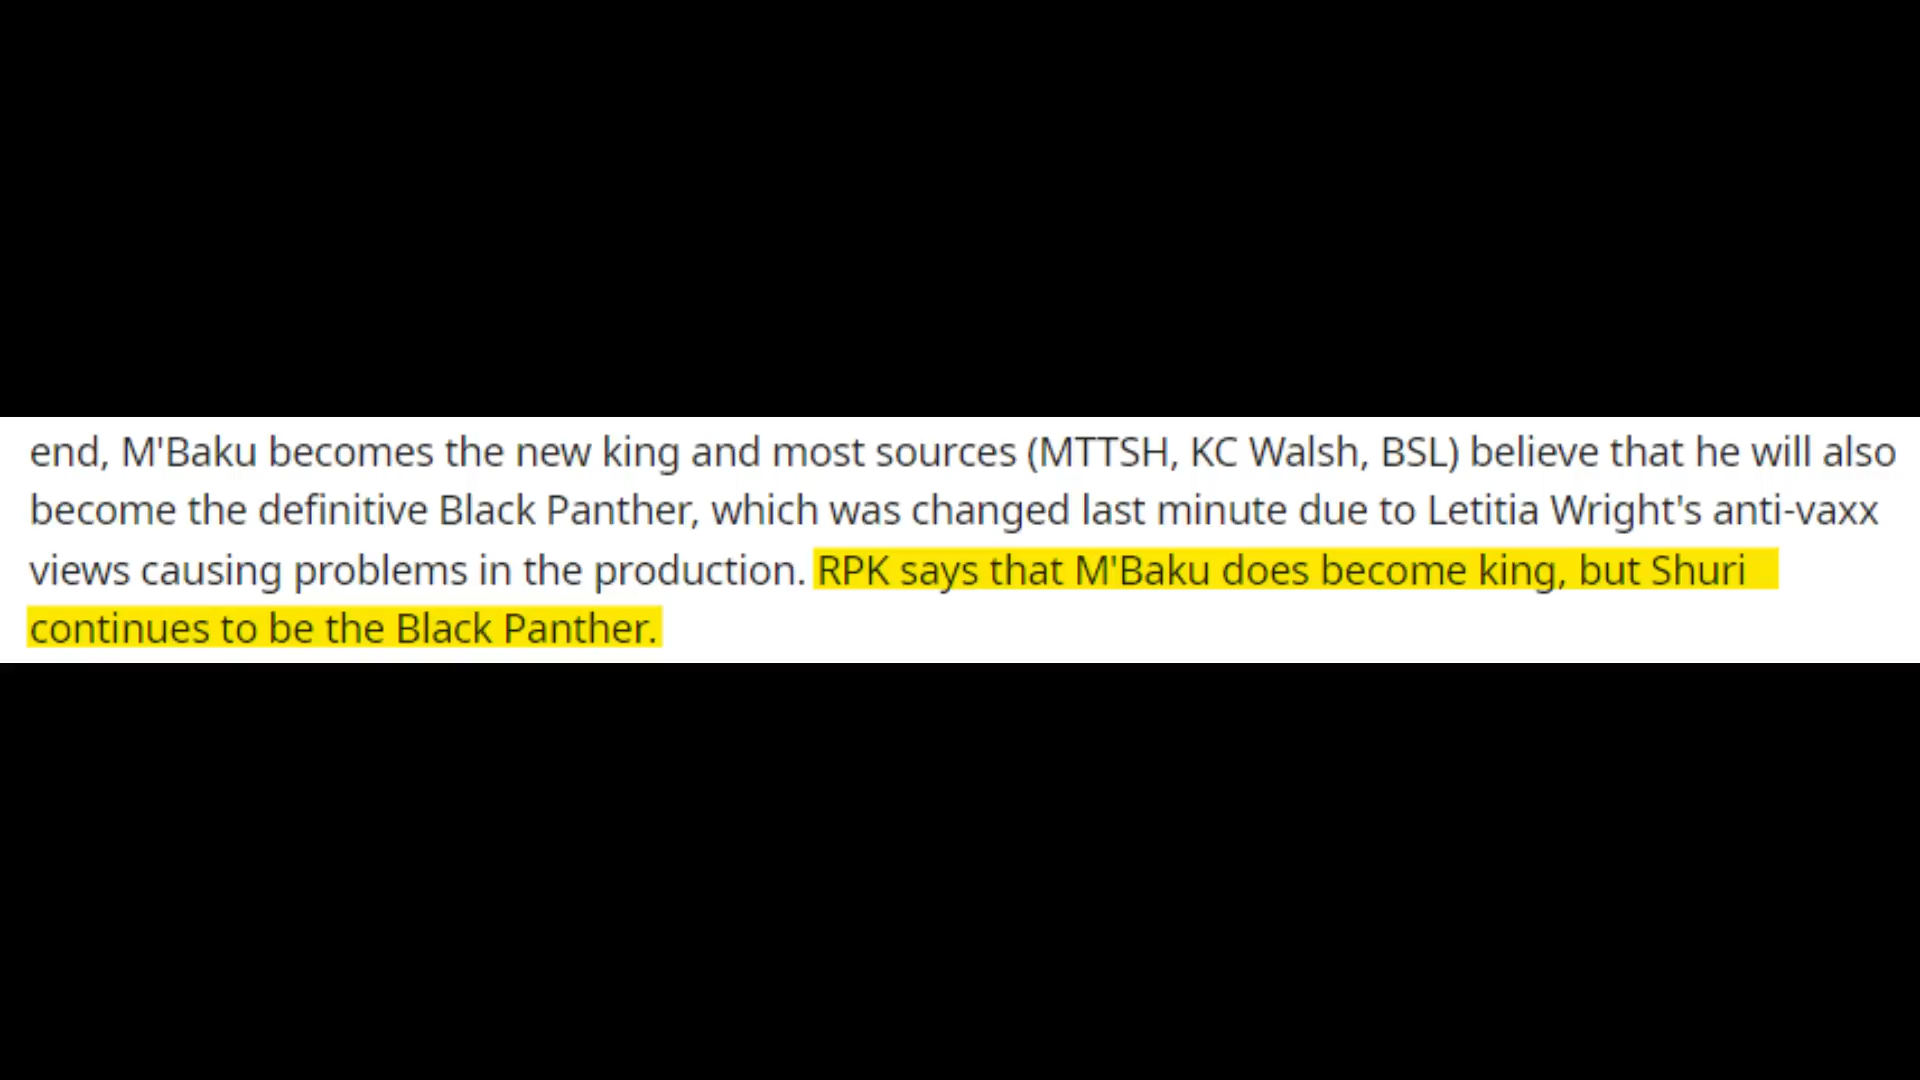 end, M'Baku becomes the new king and most sources (MTTSH, KC Walsh, BSL) believe that he will also
become the definitive Black Panther, which was changed last minute due to Letitia Wright's anti-vaxx
views causing problems in the production. RPK says that M'Baku does become king, but Shuri
continues to be the Black Panther.